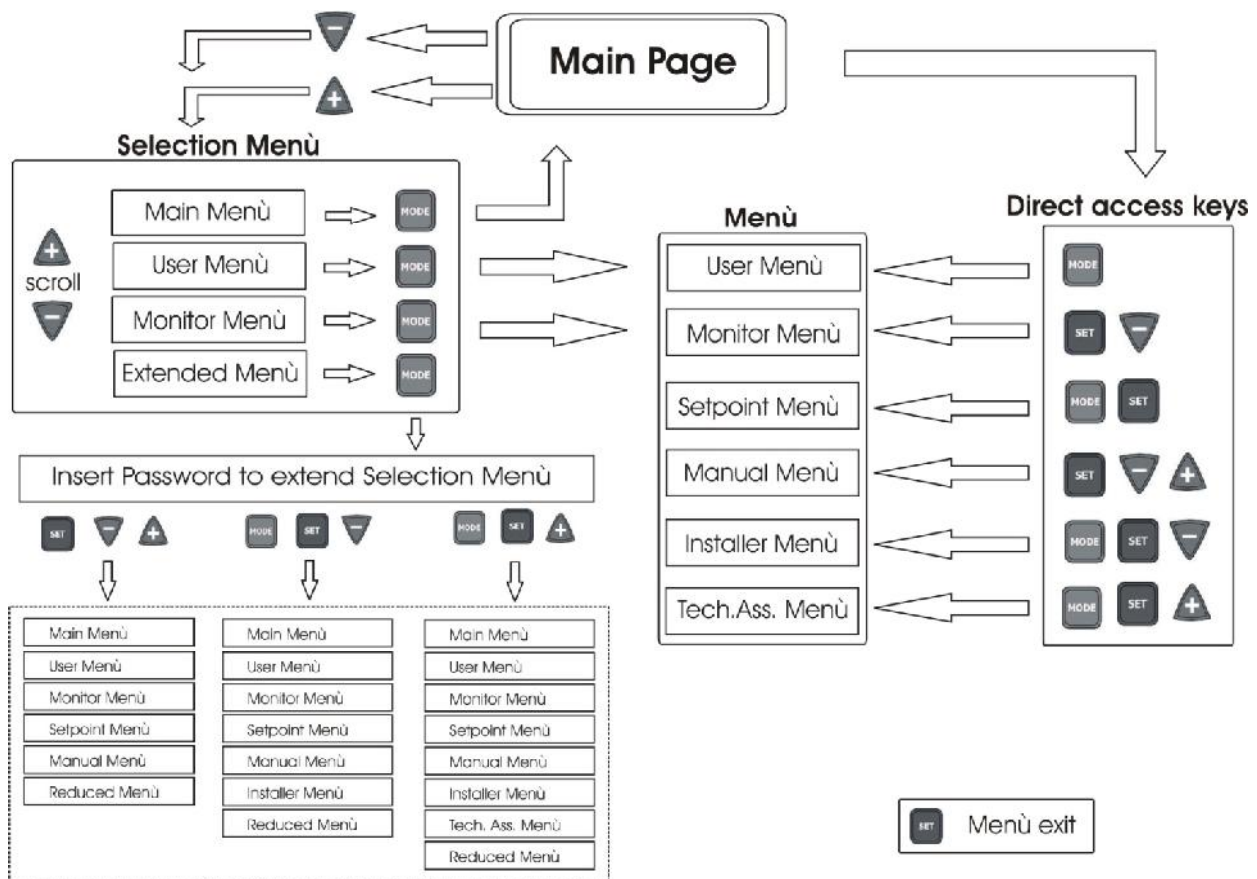 Main Page
Selection Menù
Main Menù
MODE
scroll
User Menù
MODE
Monitor Menù
MODE
Extended Menù
MODE
Insert Password to extend Selection Menù
SET
MODE
SET
MODE
SET
Main Menù
User Menù
Monitor Menù
Setpoint Menù
Manual Menù
Reduced Menù
Main Menù
User Menù
Monitor Menù
Setpoint Menù
Manual Menù
Installer Menù
Reduced Menù
Main Menù
User Menù
Monitor Menù
Setpoint Menù
Manual Menù
Installer Menù
Tech. Ass. Menù
Reduced Menù
Menù
User Menù
Monitor Menù
Setpoint Menù
Manual Menù
Installer Menù
Tech.Ass. Menù
Direct access keys
MODE
SET
MODE SET
SET
MODE SET
MODE SET
SET Menù exit